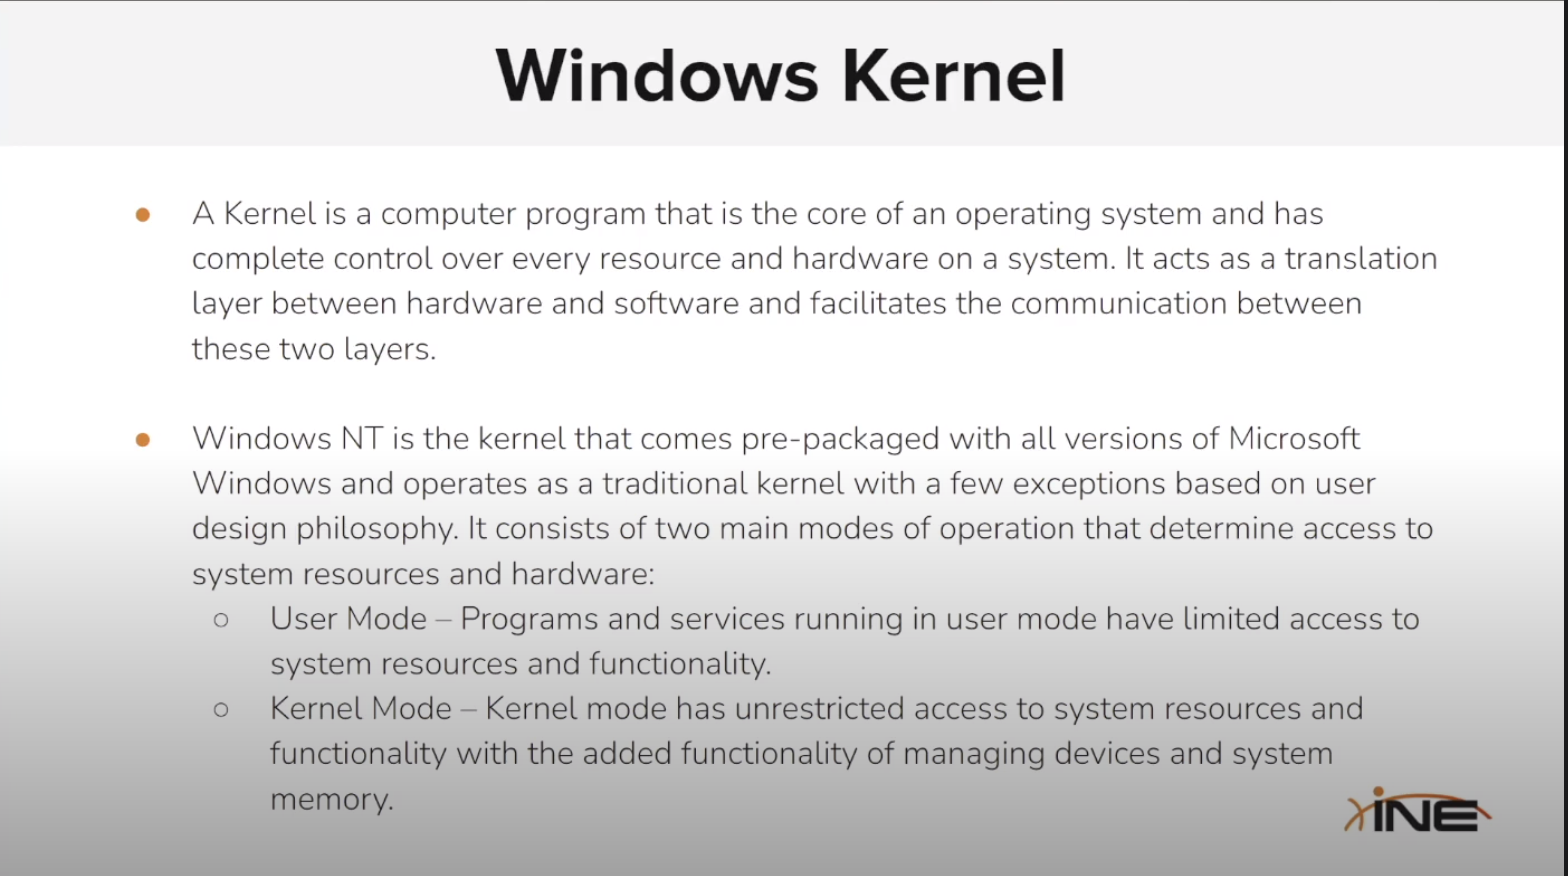 Windows Kernel
● A Kernel is a computer program that is the core of an operating system and has
complete control over every resource and hardware on a system. It acts as a translation
layer between hardware and software and facilitates the communication between
these two layers.
● Windows NT is the kernel that comes pre-packaged with all versions of Microsoft
Windows and operates as a traditional kernel with a few exceptions based on user
design philosophy. It consists of two main modes of operation that determine access to
system resources and hardware:
○ User Mode – Programs and services running in user mode have limited access to
system resources and functionality.
○ Kernel Mode – Kernel mode has unrestricted access to system resources and
functionality with the added functionality of managing devices and system
memory.
INE